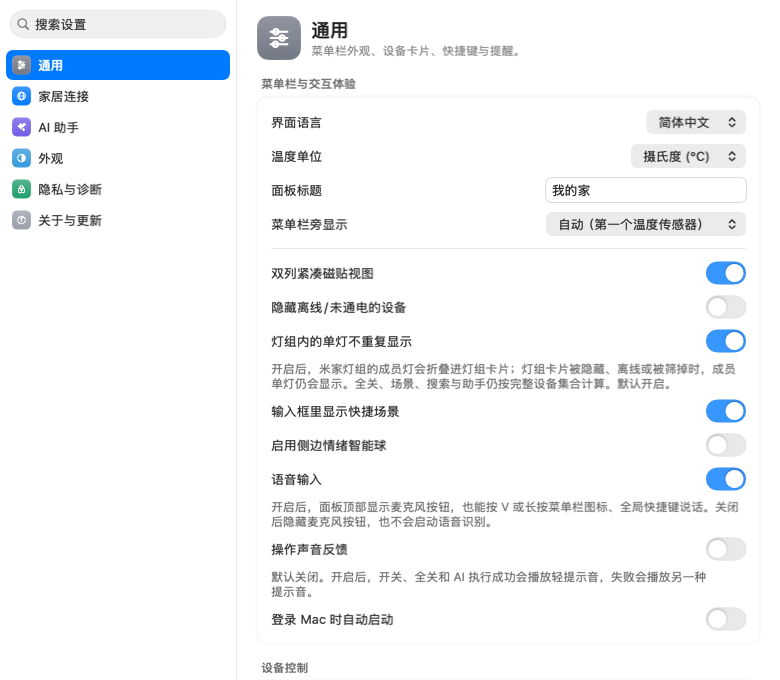 搜索设置
通用
家居连接
AI 助手
外观
隐私与诊断
关于与更新
通用
菜单栏外观、设备卡片、快捷键与提醒。
菜单栏与交互体验
界面语言
简体中文
温度单位
摄氏度 (°C)
面板标题
我的家
菜单栏旁显示
自动（第一个温度传感器）
双列紧凑磁贴视图
隐藏离线/未通电的设备
灯组内的单灯不重复显示
开启后，米家灯组的成员灯会折叠进灯组卡片；灯组卡片被隐藏、离线或被筛掉时，成员
单灯仍会显示。全关、场景、搜索与助手仍按完整设备集合计算。默认开启。
输入框里显示快捷场景
启用侧边情绪智能球
语音输入
开启后，面板顶部显示麦克风按钮，也能按 V 或长按菜单栏图标、全局快捷键说话。关闭
后隐藏麦克风按钮，也不会启动语音识别。
操作声音反馈
默认关闭。开启后，开关、全关和 AI 执行成功会播放轻提示音，失败会播放另一种
提示音。
登录 Mac 时自动启动
设备控制